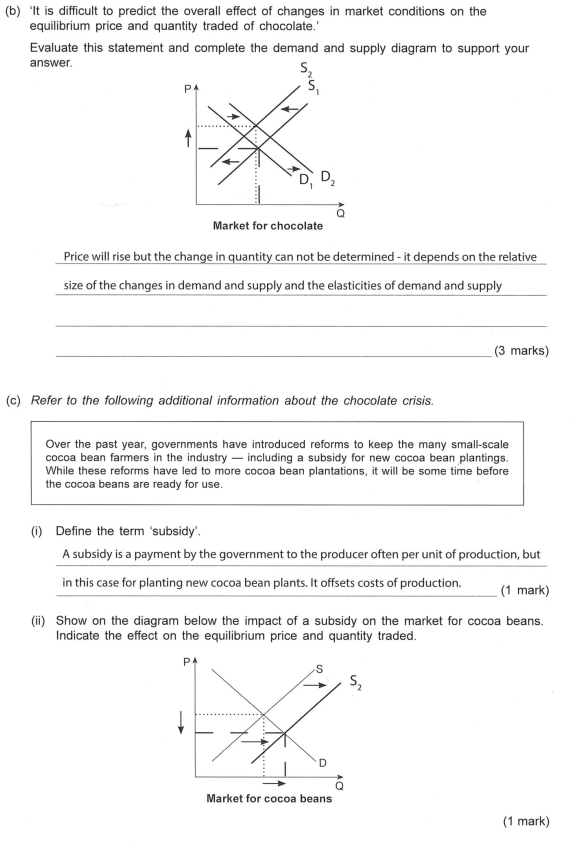 (b) ‘It is difficult to predict the overall effect of changes in market conditions on the
equilibrium price and quantity traded of chocolate.’
Evaluate this statement and complete the demand and supply diagram to support your
answer.
S2
P S1
D1 D2
Q
Market for chocolate
Price will rise but the change in quantity can not be determined - it depends on the relative
size of the changes in demand and supply and the elasticities of demand and supply
(3 marks)
(c) Refer to the following additional information about the chocolate crisis.
Over the past year, governments have introduced reforms to keep the many small-scale
cocoa bean farmers in the industry — including a subsidy for new cocoa bean plantings.
While these reforms have led to more cocoa bean plantations, it will be some time before
the cocoa beans are ready for use.
(i) Define the term ‘subsidy’.
A subsidy is a payment by the government to the producer often per unit of production, but
in this case for planting new cocoa bean plants. It offsets costs of production.
(1 mark)
(ii) Show on the diagram below the impact of a subsidy on the market for cocoa beans.
Indicate the effect on the equilibrium price and quantity traded.
P S
S2
D
Q
Market for cocoa beans
(1 mark)